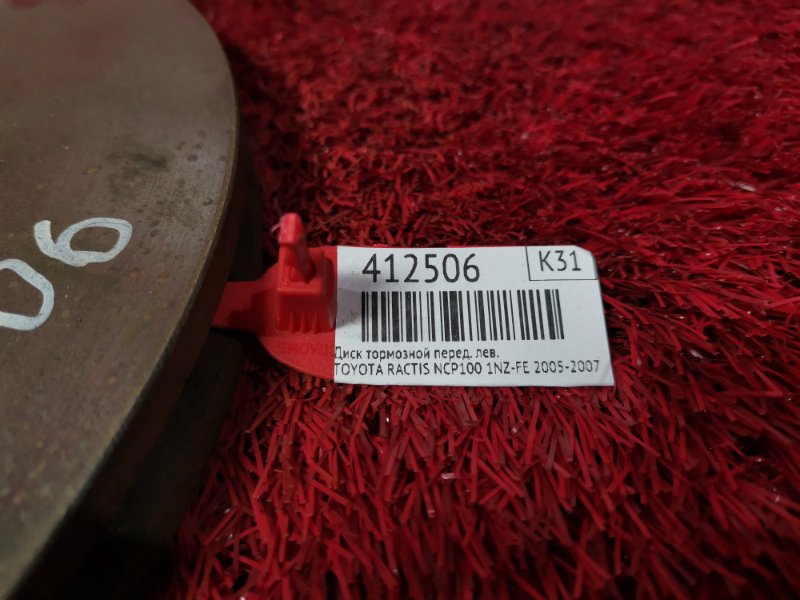 06
412506
K31
Диск тормозной перед. лев.
TOYOTA RACTIS NCP100 1NZ-FE 2005-2007